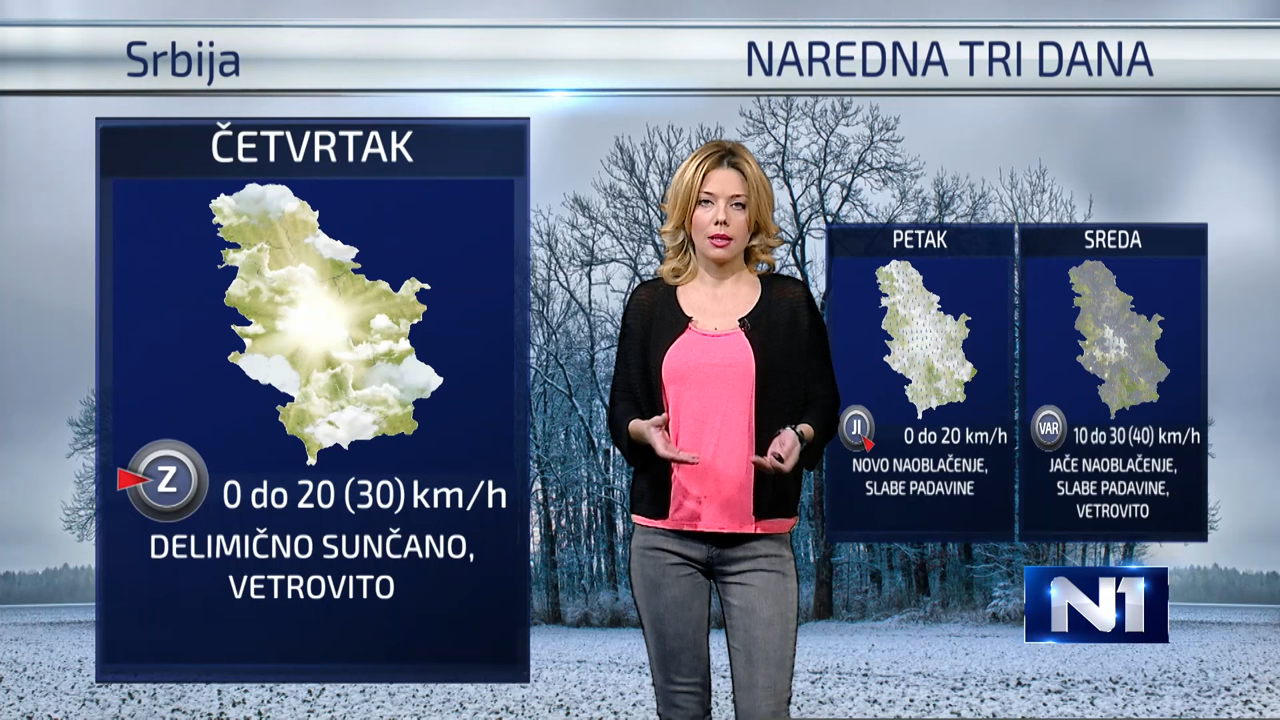 Srbija
NAREDNA TRI DANA
ČETVRTAK
Z
0 do 20 (30) km/h
DELIMIČNO SUNČANO,
VETROVITO
PETAK
JI
0 do 20 km/h
NOVO NAOBLAČENJE,
SLABE PADAVINE
SREDA
VAR
10 do 30 (40) km/h
JAČE NAOBLAČENJE,
SLABE PADAVINE,
VETROVITO
N1